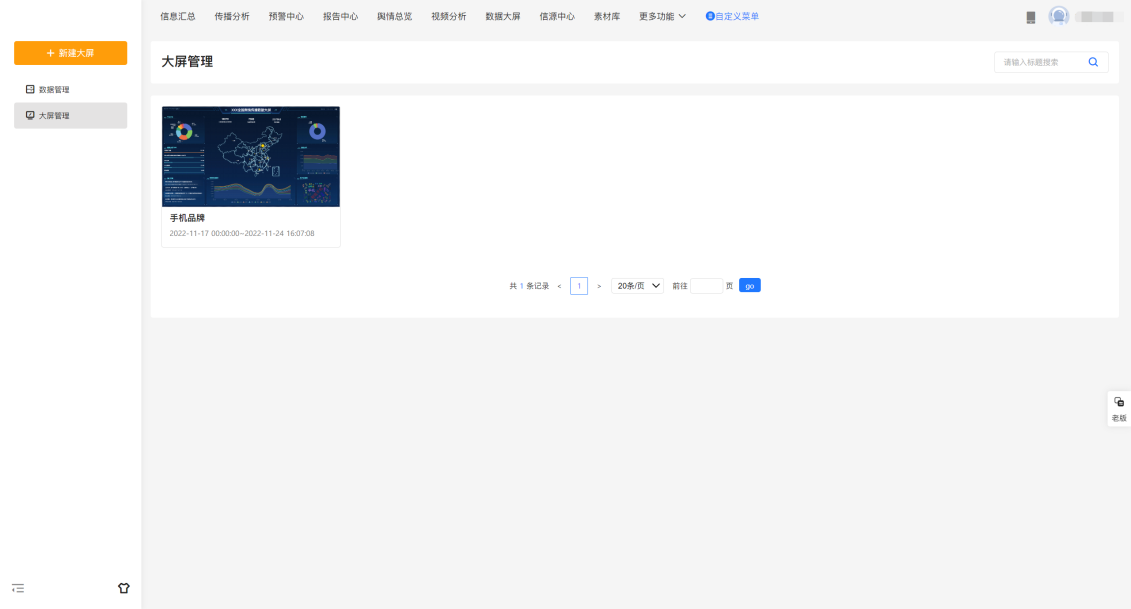 信息汇总 传播分析 预警中心 报告中心 舆情总览 视频分析 数据大屏 信源中心 素材库 更多功能 自定义菜单
+ 新建大屏
数据管理
大屏管理
大屏管理
请输入标题搜索
手机品牌
2022-11-17 00:00:00~2022-11-24 16:07:08
共 1 条记录 < 1 > 20条/页 前往 页 go
老版